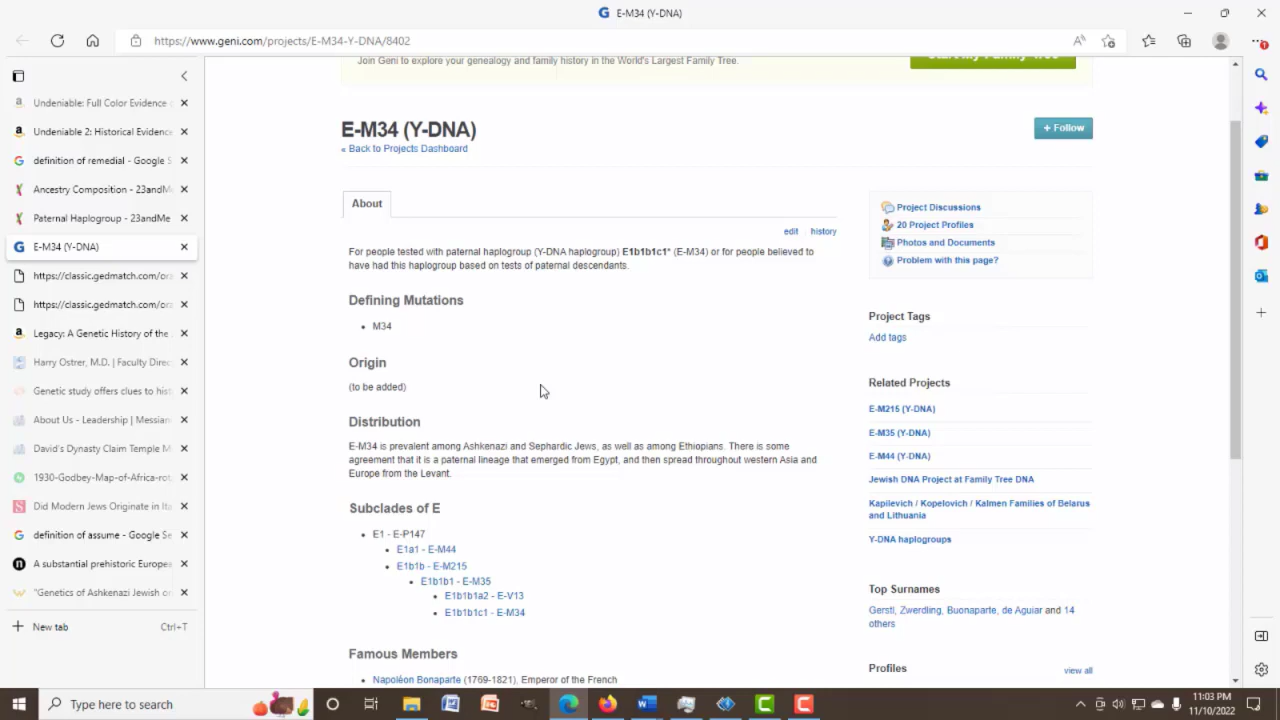 E-M34 (Y-DNA)
https://www.geni.com/projects/E-M34-Y-DNA/8402
Undeniable: Full Color Evidence
Undeniable 2: Historical Evidence
definition of remedial - Google S
Ancestry Composition - 23andMe
Paternal Haplogroup - 23andMe
E-M34 (Y-DNA)
https://classic.gedmatch.com/ora
https://classic.gedmatch.com/ora
Legacy: A Genetic History of the
Harry Ostrer, M.D. | Faculty Direc
Genetic study offers clues to hist
About Us - Leadership | Messian
David's Dynasty Claim Temple M
1930-Godbey-Map-of-Africa-rot
Did Modern Jews Originate in Ita
definition of assume - Google Se
A substantial prehistoric European
"Genetics of Ashkenazi Jewish or
New tab Ctrl+T
Join Geni to explore your genealogy and family history in the World's Largest Family Tree.
Start My Family Tree
E-M34 (Y-DNA)
« Back to Projects Dashboard
+ Follow
About
edit · history
For people tested with paternal haplogroup (Y-DNA haplogroup) E1b1b1c1* (E-M34) or for people believed to
have had this haplogroup based on tests of paternal descendants.
Defining Mutations
• M34
Origin
(to be added)
Distribution
E-M34 is prevalent among Ashkenazi and Sephardic Jews, as well as among Ethiopians. There is some
agreement that it is a paternal lineage that emerged from Egypt, and then spread throughout western Asia and
Europe from the Levant.
Subclades of E
• E1 - E-P147
• E1a1 - E-M44
• E1b1b - E-M215
• E1b1b1 - E-M35
• E1b1b1a2 - E-V13
• E1b1b1c1 - E-M34
Famous Members
• Napoléon Bonaparte (1769-1821), Emperor of the French
Project Discussions
20 Project Profiles
Photos and Documents
Problem with this page?
Project Tags
Add tags
Related Projects
E-M215 (Y-DNA)
E-M35 (Y-DNA)
E-M44 (Y-DNA)
Jewish DNA Project at Family Tree DNA
Kapilevich / Kopelovich / Kalmen Families of Belarus
and Lithuania
Y-DNA haplogroups
Top Surnames
Gerstl, Zwerdling, Buonaparte, de Aguiar and 14
others
Profiles
view all
Type here to search
11:03 PM
11/10/2022